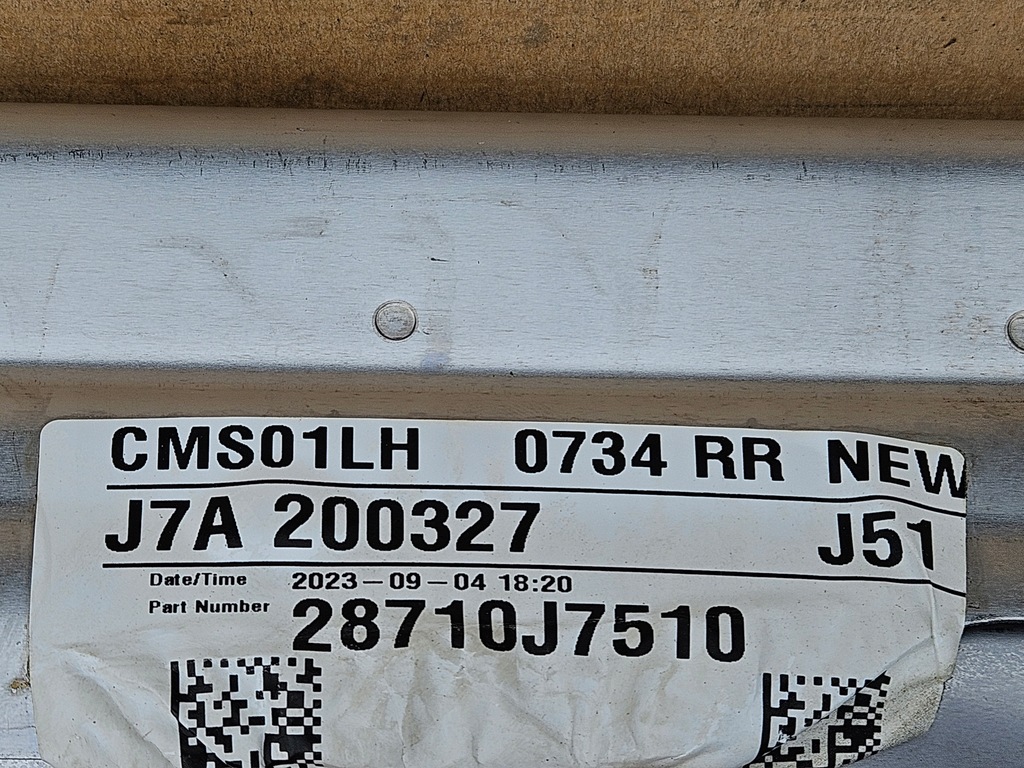 CMS01LH 0734 RR NEW
J7A 200327 J51
Date/Time 2023-09-04 18:20
Part Number 28710J7510